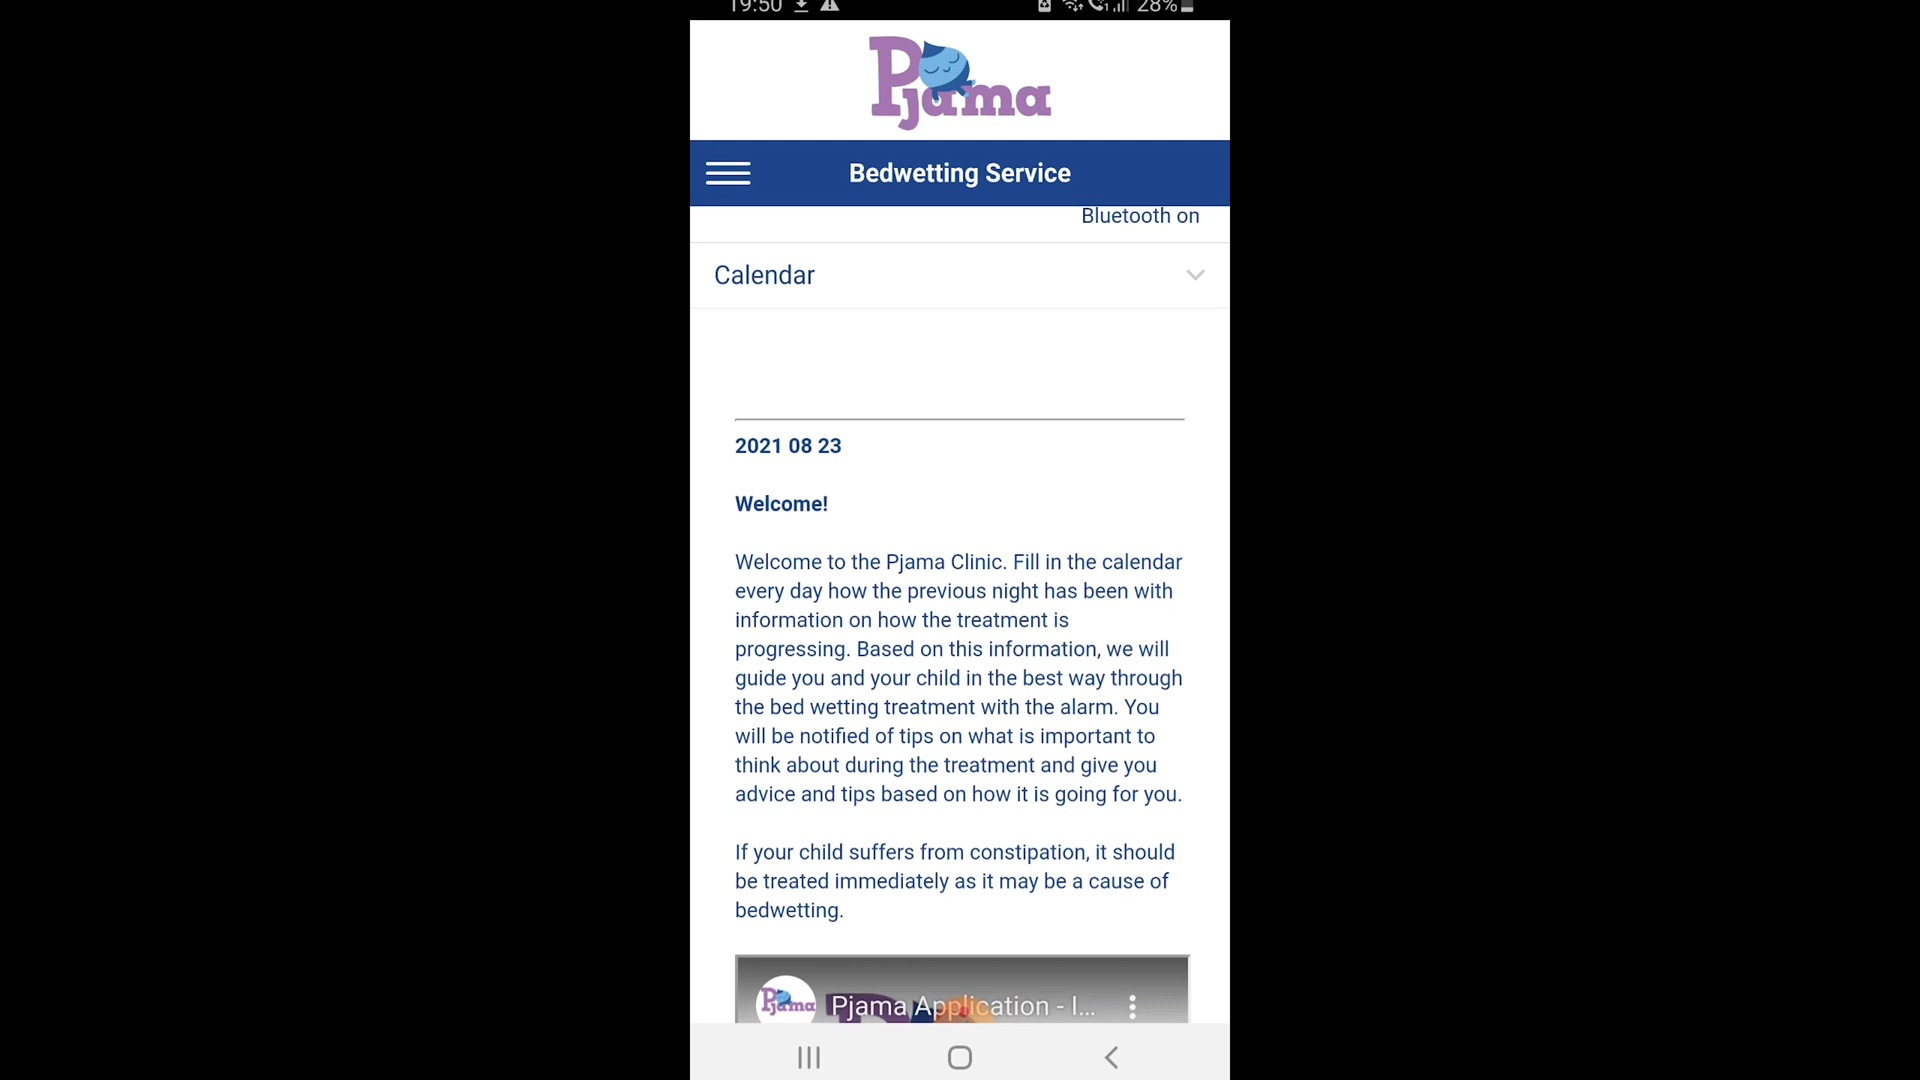 19:50 28%
Pjama
Bedwetting Service
Bluetooth on
Calendar
2021 08 23
Welcome!
Welcome to the Pjama Clinic. Fill in the calendar
every day how the previous night has been with
information on how the treatment is
progressing. Based on this information, we will
guide you and your child in the best way through
the bed wetting treatment with the alarm. You
will be notified of tips on what is important to
think about during the treatment and give you
advice and tips based on how it is going for you.
If your child suffers from constipation, it should
be treated immediately as it may be a cause of
bedwetting.
Pjama Pjama Application - I...